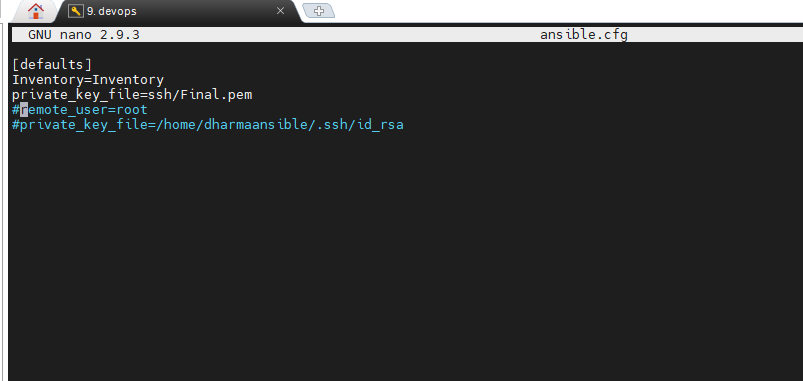 9. devops
GNU nano 2.9.3 ansible.cfg
[defaults]
Inventory=Inventory
private_key_file=ssh/Final.pem
#remote_user=root
#private_key_file=/home/dharmaansible/.ssh/id_rsa